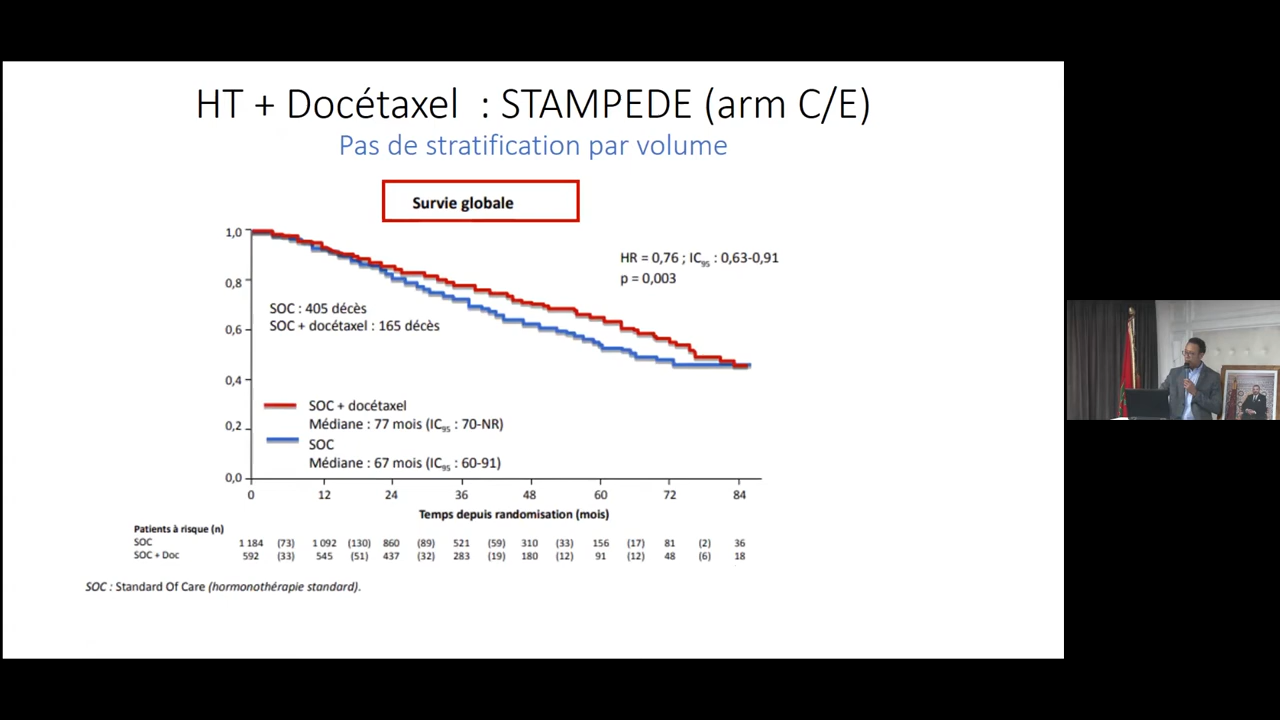 HT + Docétaxel : STAMPEDE (arm C/E)
Pas de stratification par volume
Survie globale
1,0
0,8
0,6
0,4
0,2
0,0
HR = 0,76 ; IC95 : 0,63-0,91
p = 0,003
SOC : 405 décès
SOC + docétaxel : 165 décès
SOC + docétaxel
Médiane : 77 mois (IC95 : 70-NR)
SOC
Médiane : 67 mois (IC95 : 60-91)
0 12 24 36 48 60 72 84
Temps depuis randomisation (mois)
Patients à risque (n)
SOC 1 184 (73) 1 092 (130) 860 (89) 521 (59) 310 (33) 156 (17) 81 (2) 36
SOC + Doc 592 (33) 545 (51) 437 (32) 283 (19) 180 (12) 91 (12) 48 (6) 18
SOC : Standard Of Care (hormonothérapie standard).